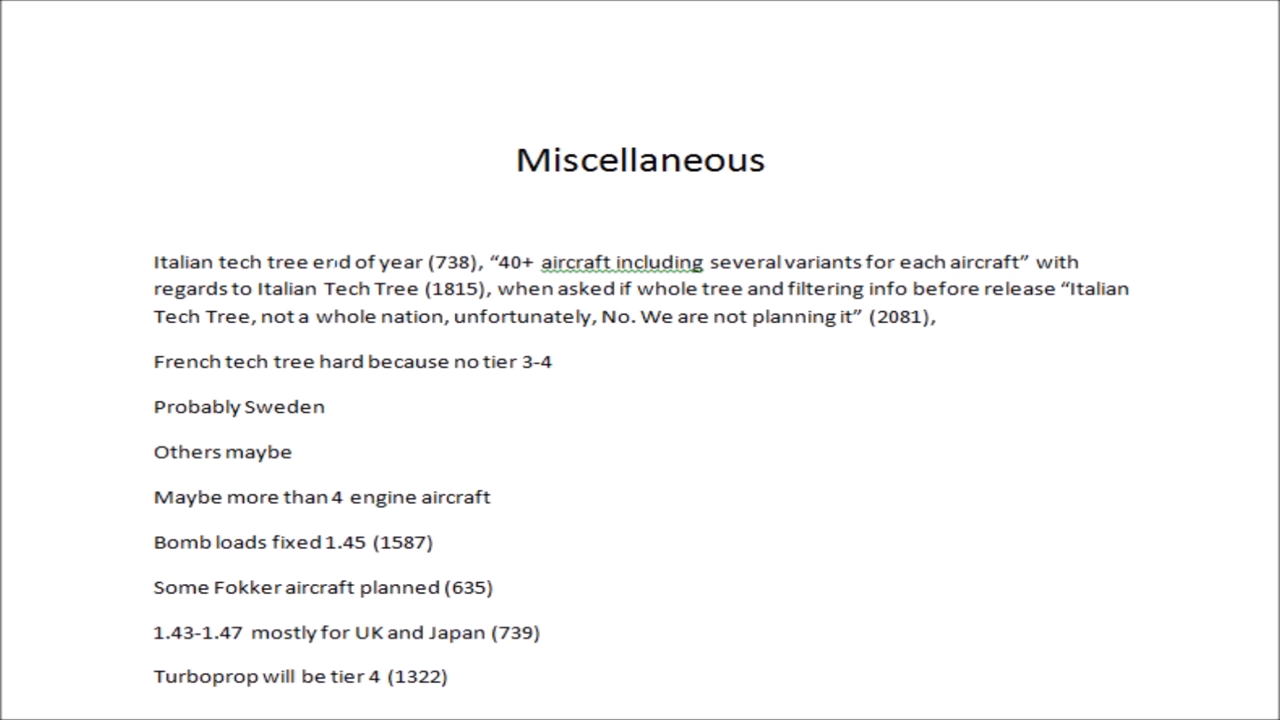 Miscellaneous
Italian tech tree end of year (738), “40+ aircraft including several variants for each aircraft” with
regards to Italian Tech Tree (1815), when asked if whole tree and filtering info before release “Italian
Tech Tree, not a whole nation, unfortunately, No. We are not planning it” (2081),
French tech tree hard because no tier 3-4
Probably Sweden
Others maybe
Maybe more than 4 engine aircraft
Bomb loads fixed 1.45 (1587)
Some Fokker aircraft planned (635)
1.43-1.47 mostly for UK and Japan (739)
Turboprop will be tier 4 (1322)